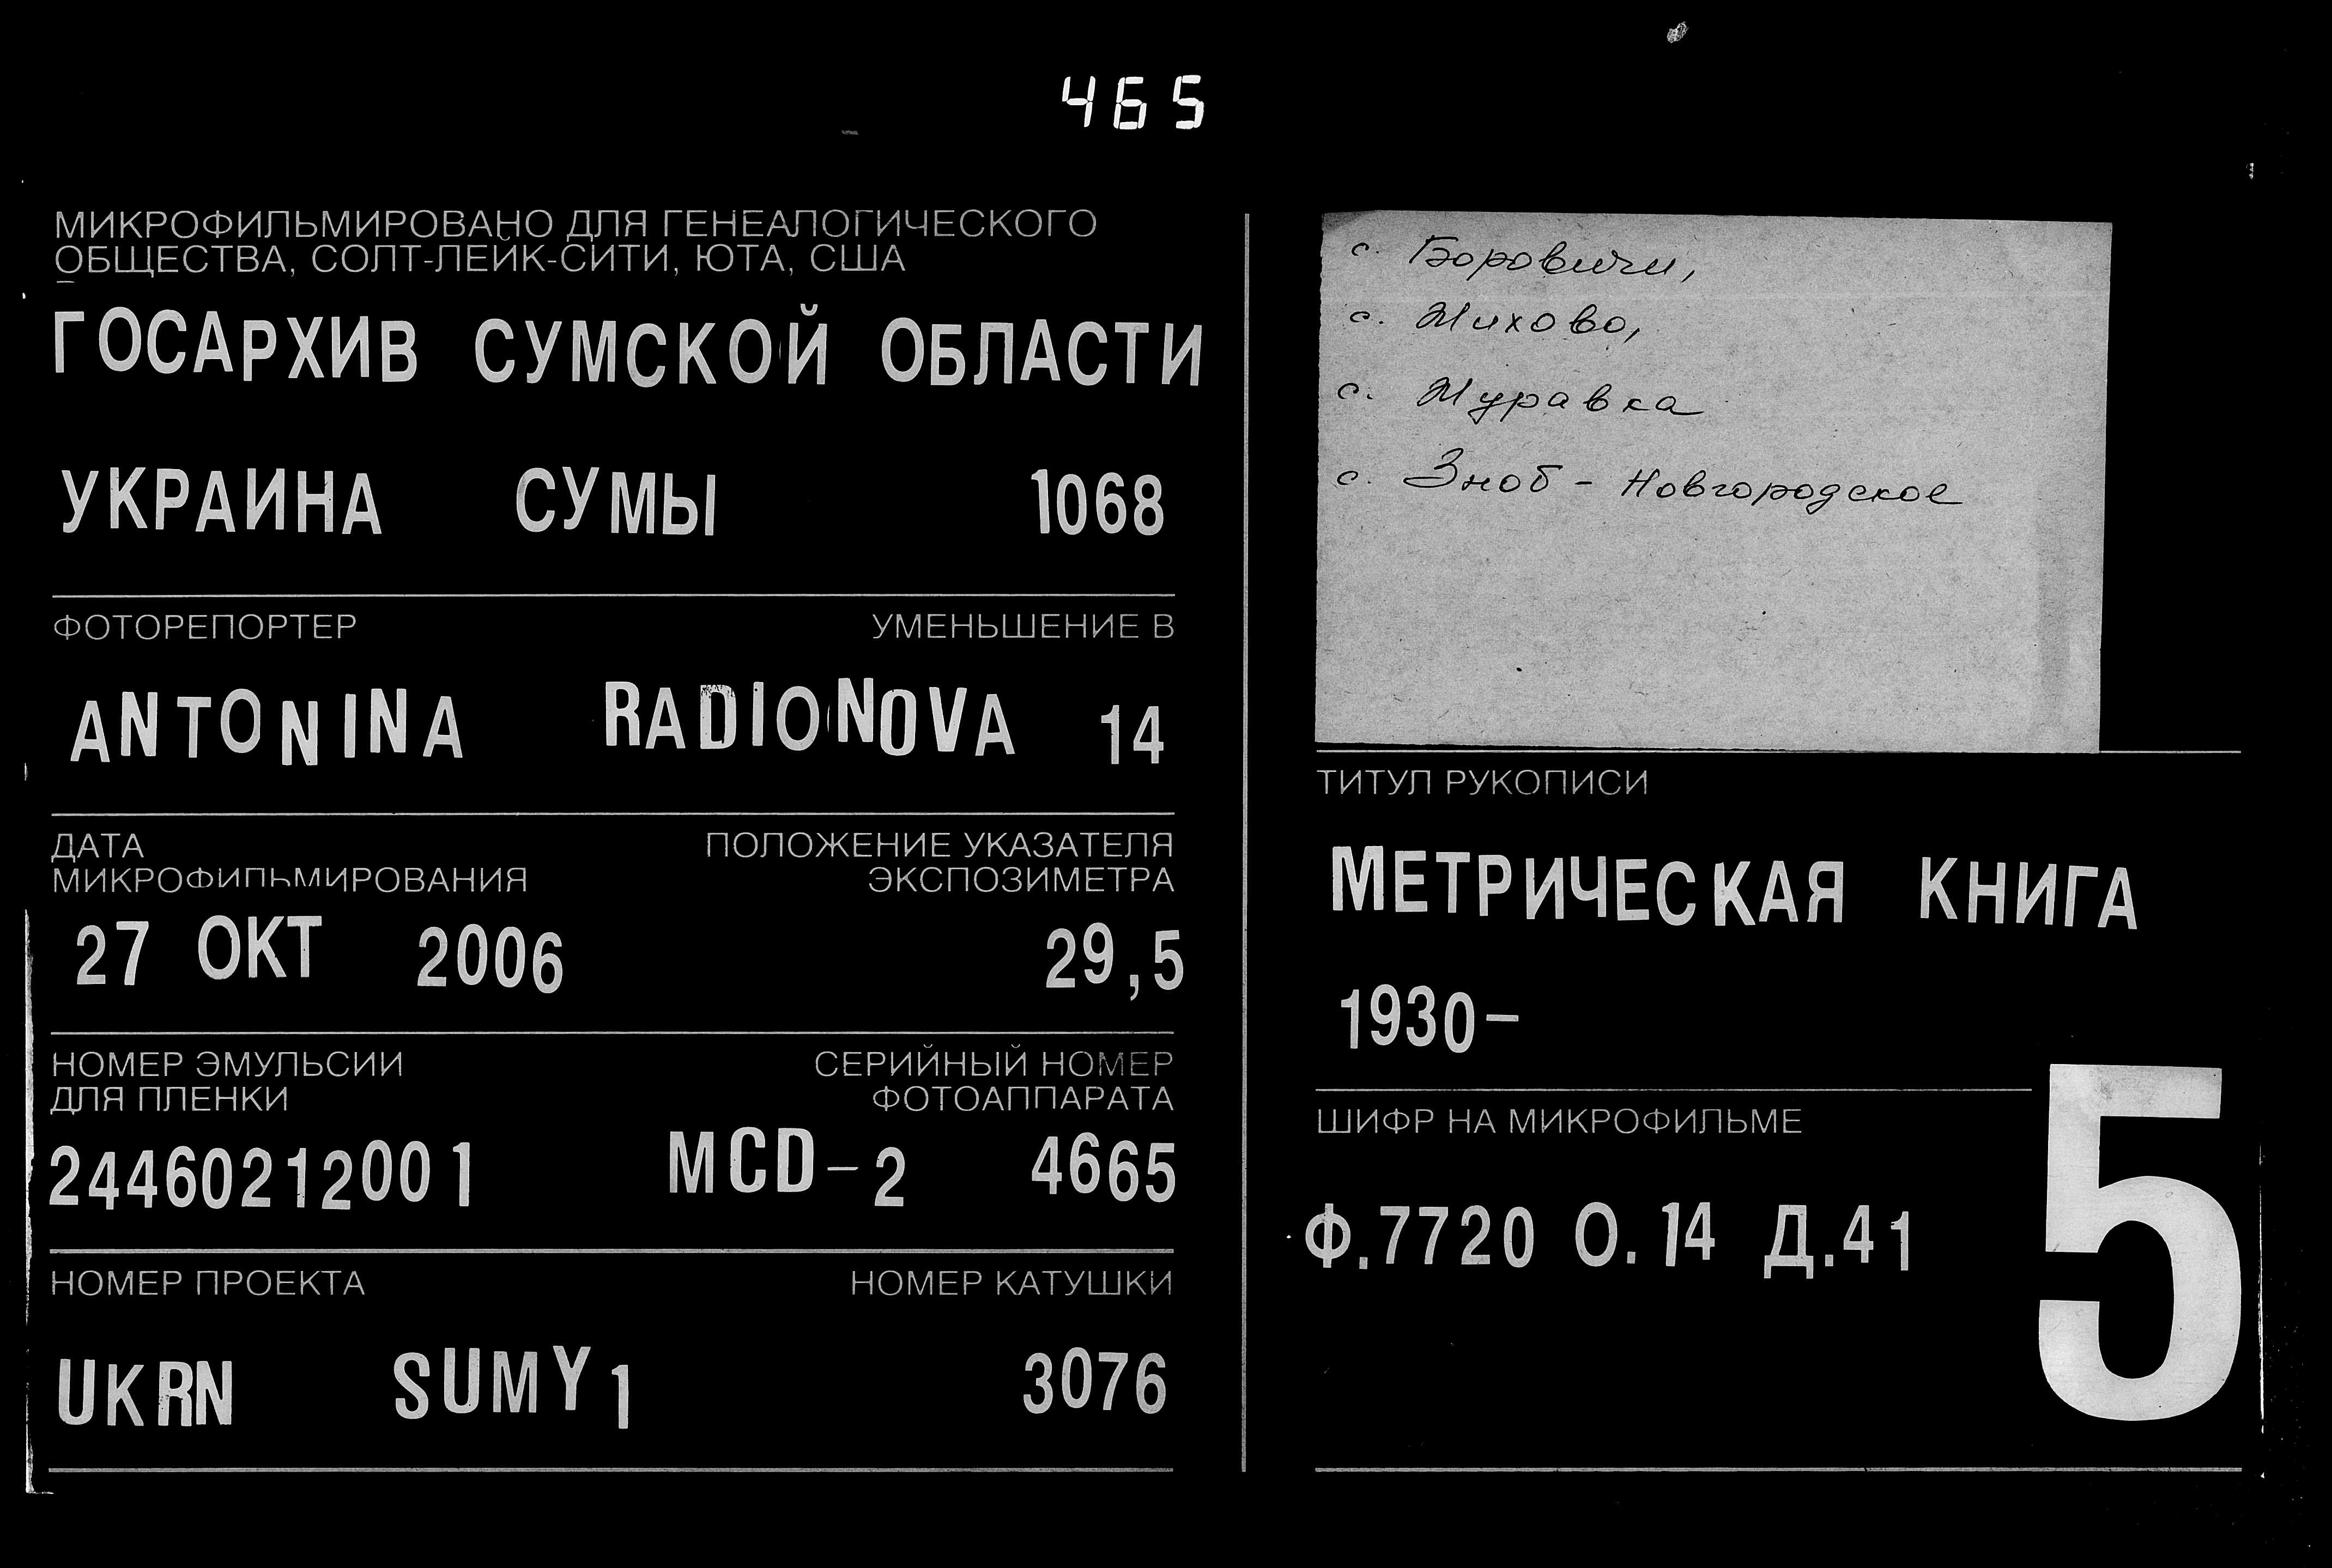 465
МИКРОФИЛЬМИРОВАНО ДЛЯ ГЕНЕАЛОГИЧЕСКОГО
ОБЩЕСТВА, СОЛТ-ЛЕЙК-СИТИ, ЮТА, США
ГОСАРХИВ СУМСКОЙ ОБЛАСТИ
УКРАИНА СУМЫ 1068
ФОТОРЕПОРТЕР УМЕНЬШЕНИЕ В
ANTONINA RADIONOVA 14
ДАТА
МИКРОФИЛЬМИРОВАНИЯ
ПОЛОЖЕНИЕ УКАЗАТЕЛЯ
ЭКСПОЗИМЕТРА
27 ОКТ 2006 29,5
НОМЕР ЭМУЛЬСИИ
ДЛЯ ПЛЕНКИ
СЕРИЙНЫЙ НОМЕР
ФОТОАППАРАТА
24460212001 MCD-2 4665
НОМЕР ПРОЕКТА НОМЕР КАТУШКИ
UKRN SUMY1 3076
с. Боровичи,
с. Жихово,
с. Журавка
с. Зноб - Новгородское
ТИТУЛ РУКОПИСИ
МЕТРИЧЕСКАЯ КНИГА
1930-
ШИФР НА МИКРОФИЛЬМЕ
Ф.7720 О.14 Д.41
5